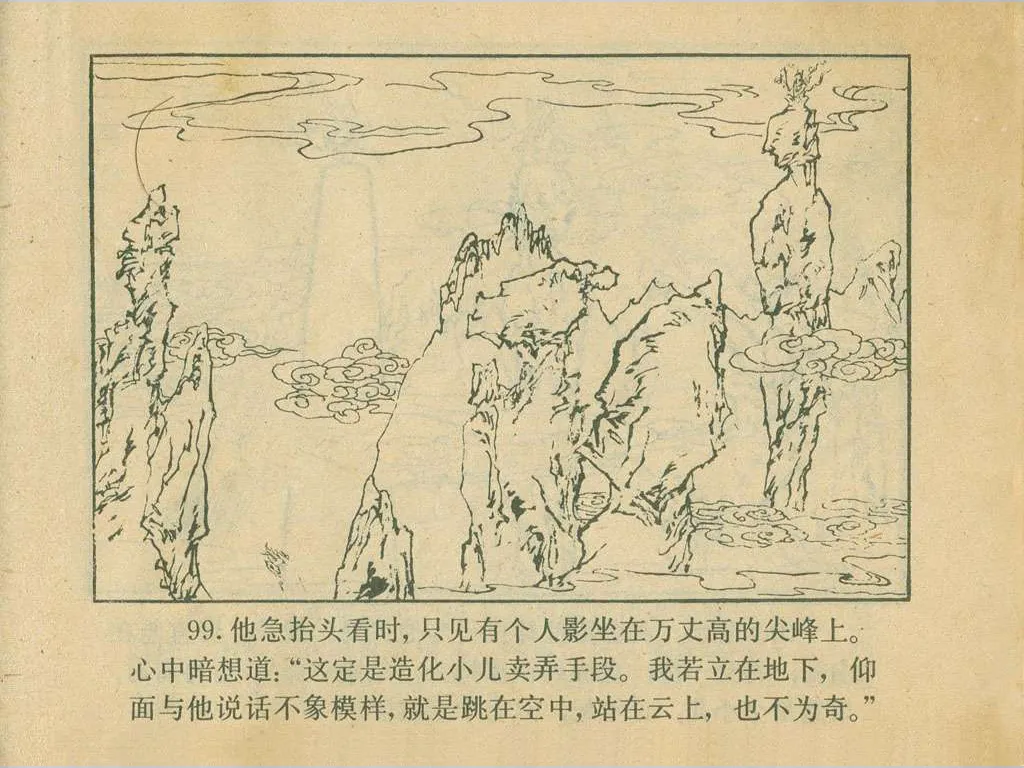 99. 他急抬头看时，只见有个人影坐在万丈高的尖峰上。
心中暗想道：“这定是造化小儿卖弄手段。我若立在地下，仰
面与他说话不象模样，就是跳在空中，站在云上，也不为奇。”